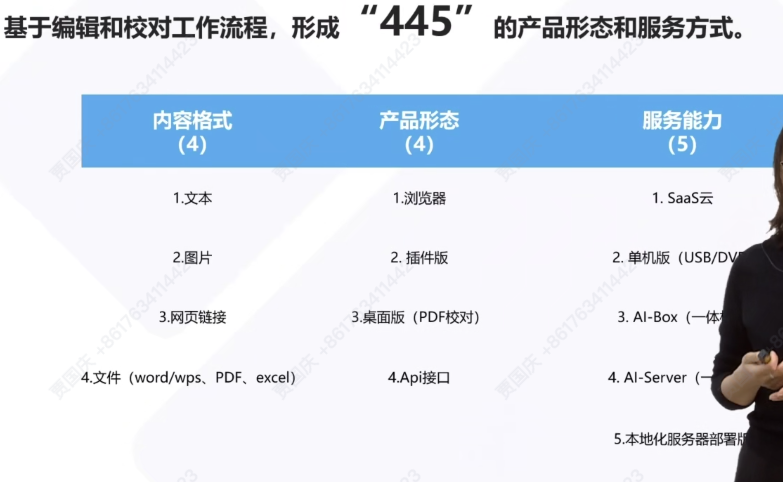 基于编辑和校对工作流程，形成 “445” 的产品形态和服务方式。
内容格式 产品形态 服务能力
（4） （4） （5）
1.文本 1.浏览器 1. SaaS云
2.图片 2. 插件版 2. 单机版（USB/DV
3.网页链接 3.桌面版（PDF校对） 3. AI-Box（一体
4.文件（word/wps、PDF、excel） 4.Api接口 4. AI-Server（一
5.本地化服务器部署版
贾国庆 +8617634114423